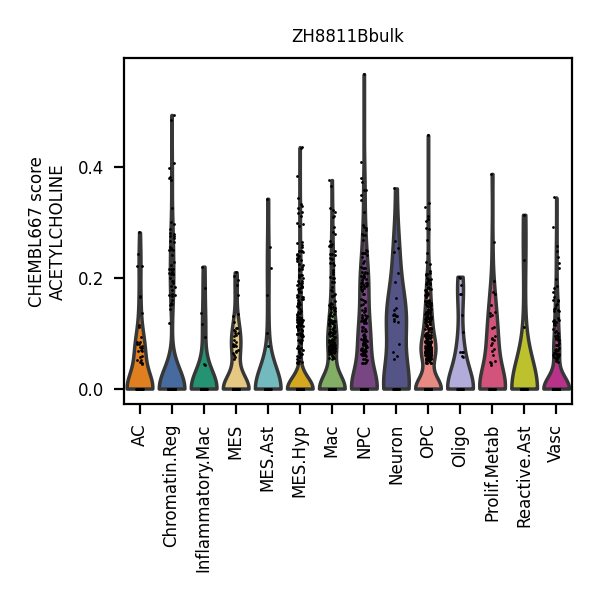 ZH8811Bbulk
CHEMBL667 score
ACETYLCHOLINE
0.4
0.2
0.0
AC
Chromatin.Reg
Inflammatory.Mac
MES
MES.Ast
MES.Hyp
Mac
NPC
Neuron
OPC
Oligo
Prolif.Metab
Reactive.Ast
Vasc